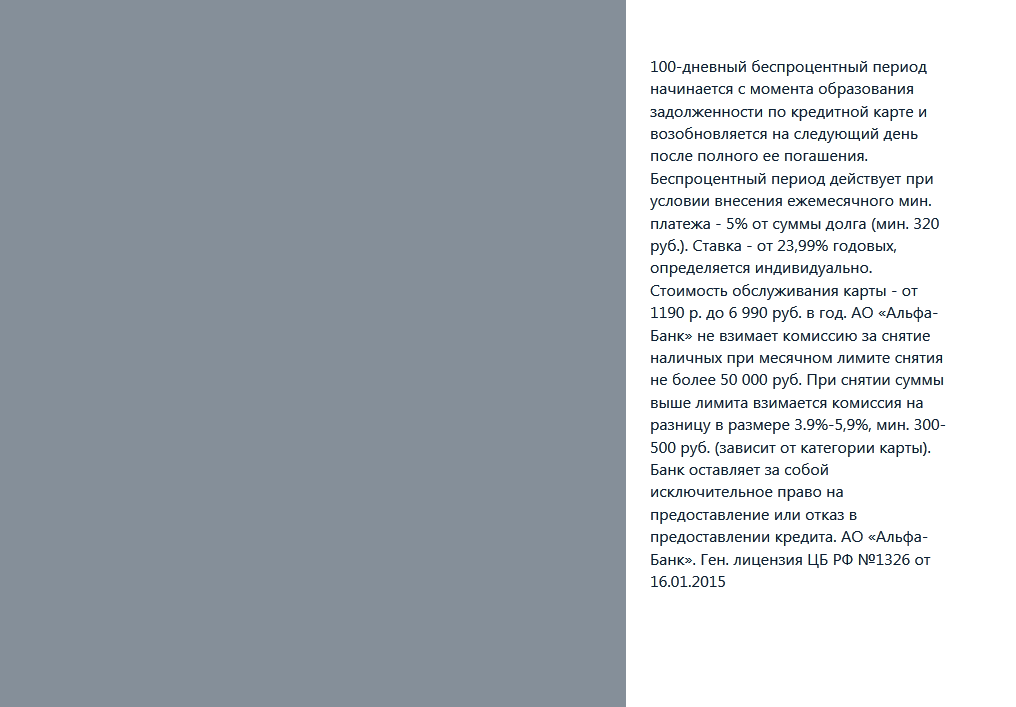 100-дневный беспроцентный период
начинается с момента образования
задолженности по кредитной карте и
возобновляется на следующий день
после полного ее погашения.
Беспроцентный период действует при
условии внесения ежемесячного мин.
платежа - 5% от суммы долга (мин. 320
руб.). Ставка - от 23,99% годовых,
определяется индивидуально.
Стоимость обслуживания карты - от
1190 р. до 6 990 руб. в год. АО «Альфа-
Банк» не взимает комиссию за снятие
наличных при месячном лимите снятия
не более 50 000 руб. При снятии суммы
выше лимита взимается комиссия на
разницу в размере 3.9%-5,9%, мин. 300-
500 руб. (зависит от категории карты).
Банк оставляет за собой
исключительное право на
предоставление или отказ в
предоставлении кредита. АО «Альфа-
Банк». Ген. лицензия ЦБ РФ №1326 от
16.01.2015